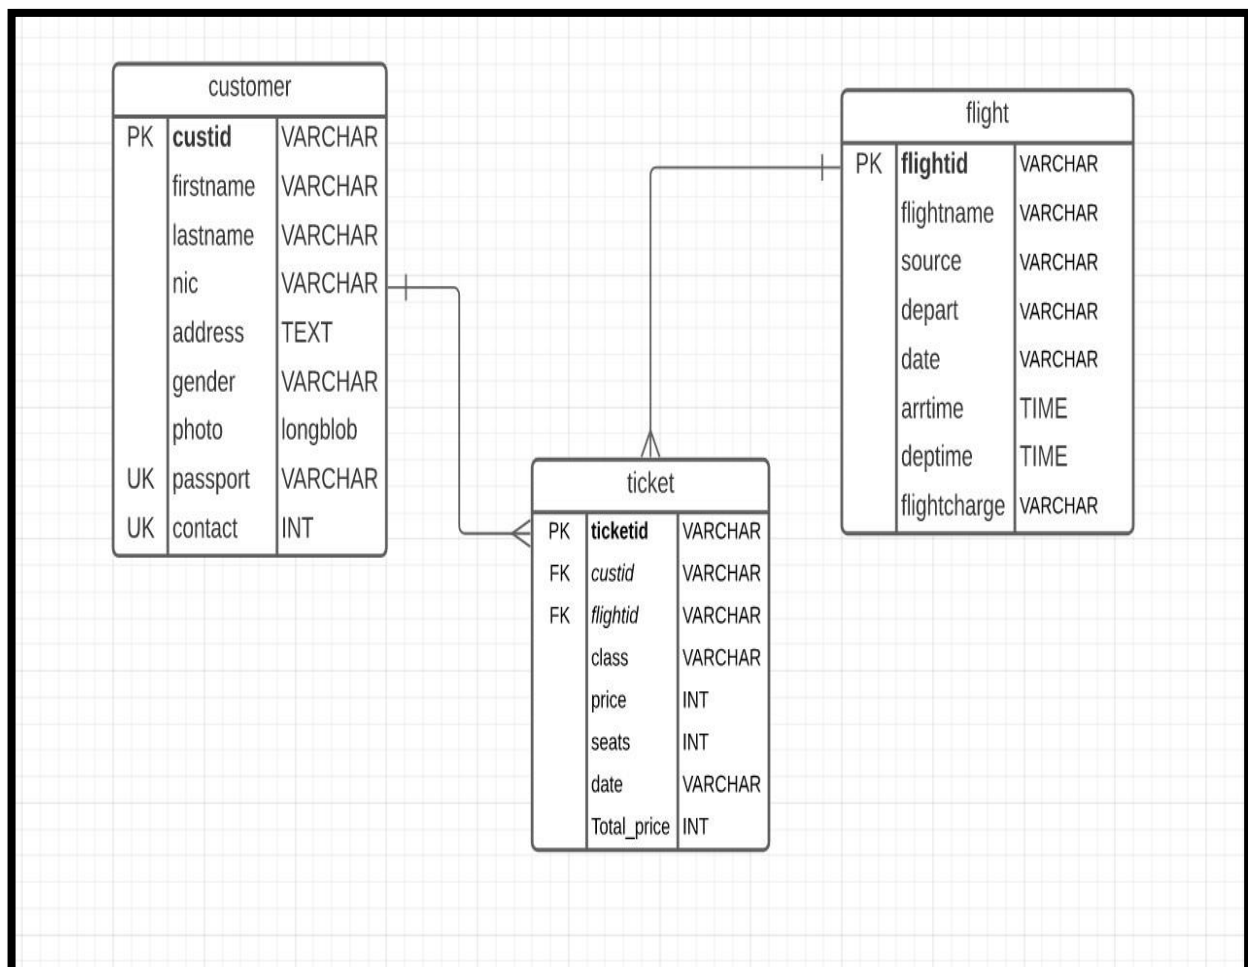 customer
PK custid VARCHAR
firstname VARCHAR
lastname VARCHAR
nic VARCHAR
address TEXT
gender VARCHAR
photo longblob
UK passport VARCHAR
UK contact INT
flight
PK flightid VARCHAR
flightname VARCHAR
source VARCHAR
depart VARCHAR
date VARCHAR
arrtime TIME
deptime TIME
flightcharge VARCHAR
ticket
PK ticketid VARCHAR
FK custid VARCHAR
FK flightid VARCHAR
class VARCHAR
price INT
seats INT
date VARCHAR
Total_price INT